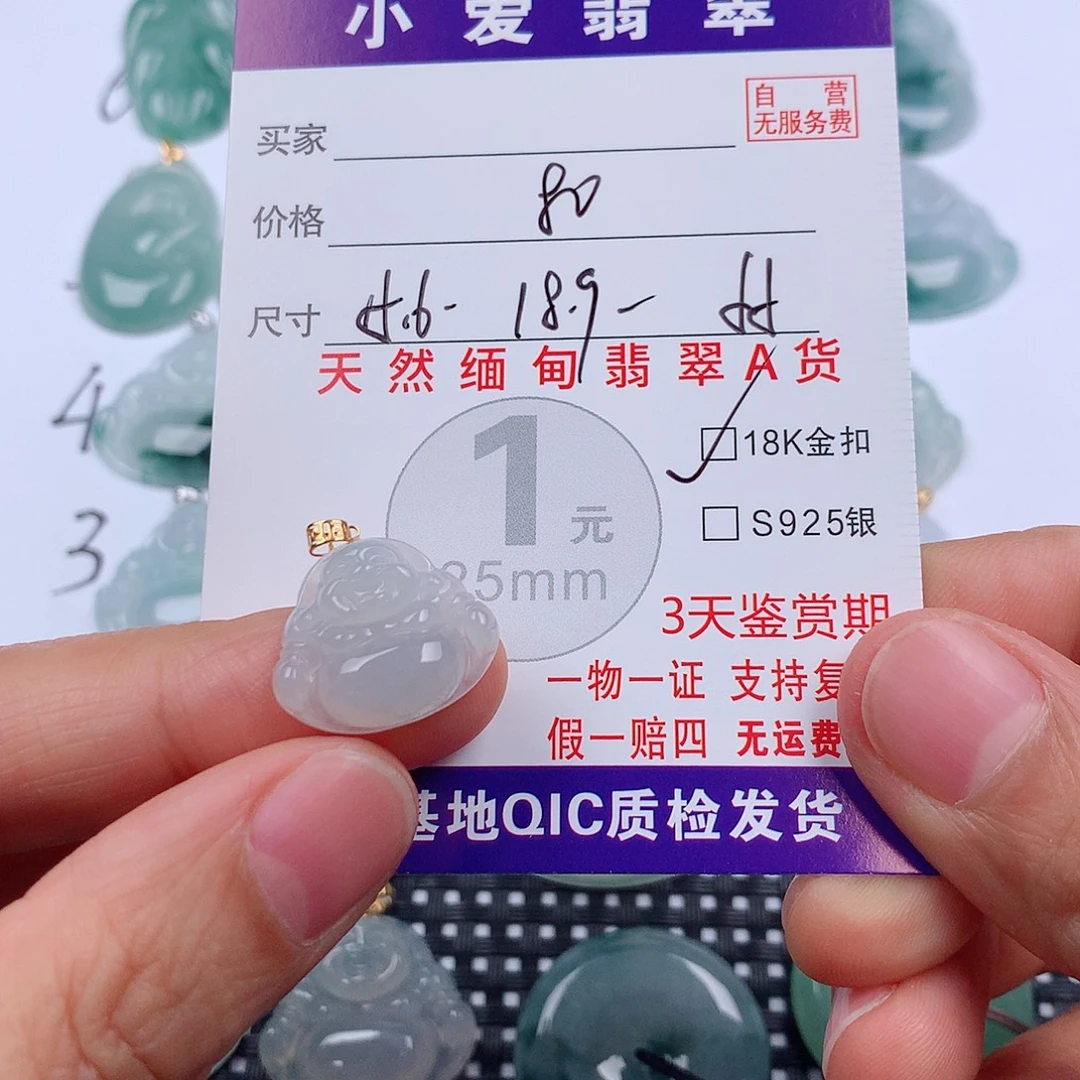 小爱翡翠
自 营
无服务费
买家
价格 80
尺寸 18.9-
天然缅甸翡翠A货
1元
25mm
□18K金扣
□S925银
3天鉴赏期
一物一证 支持复
假一赔四 无运费
基地QIC质检发货
4
3